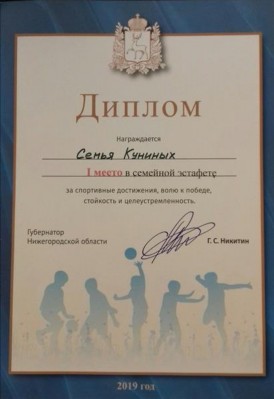 Диплом
Награждается
Семья Куниных
I место в семейной эстафете
за спортивные достижения, волю к победе,
стойкость и целеустремленность.
Губернатор
Нижегородской области
Г. С. Никитин
2019 год